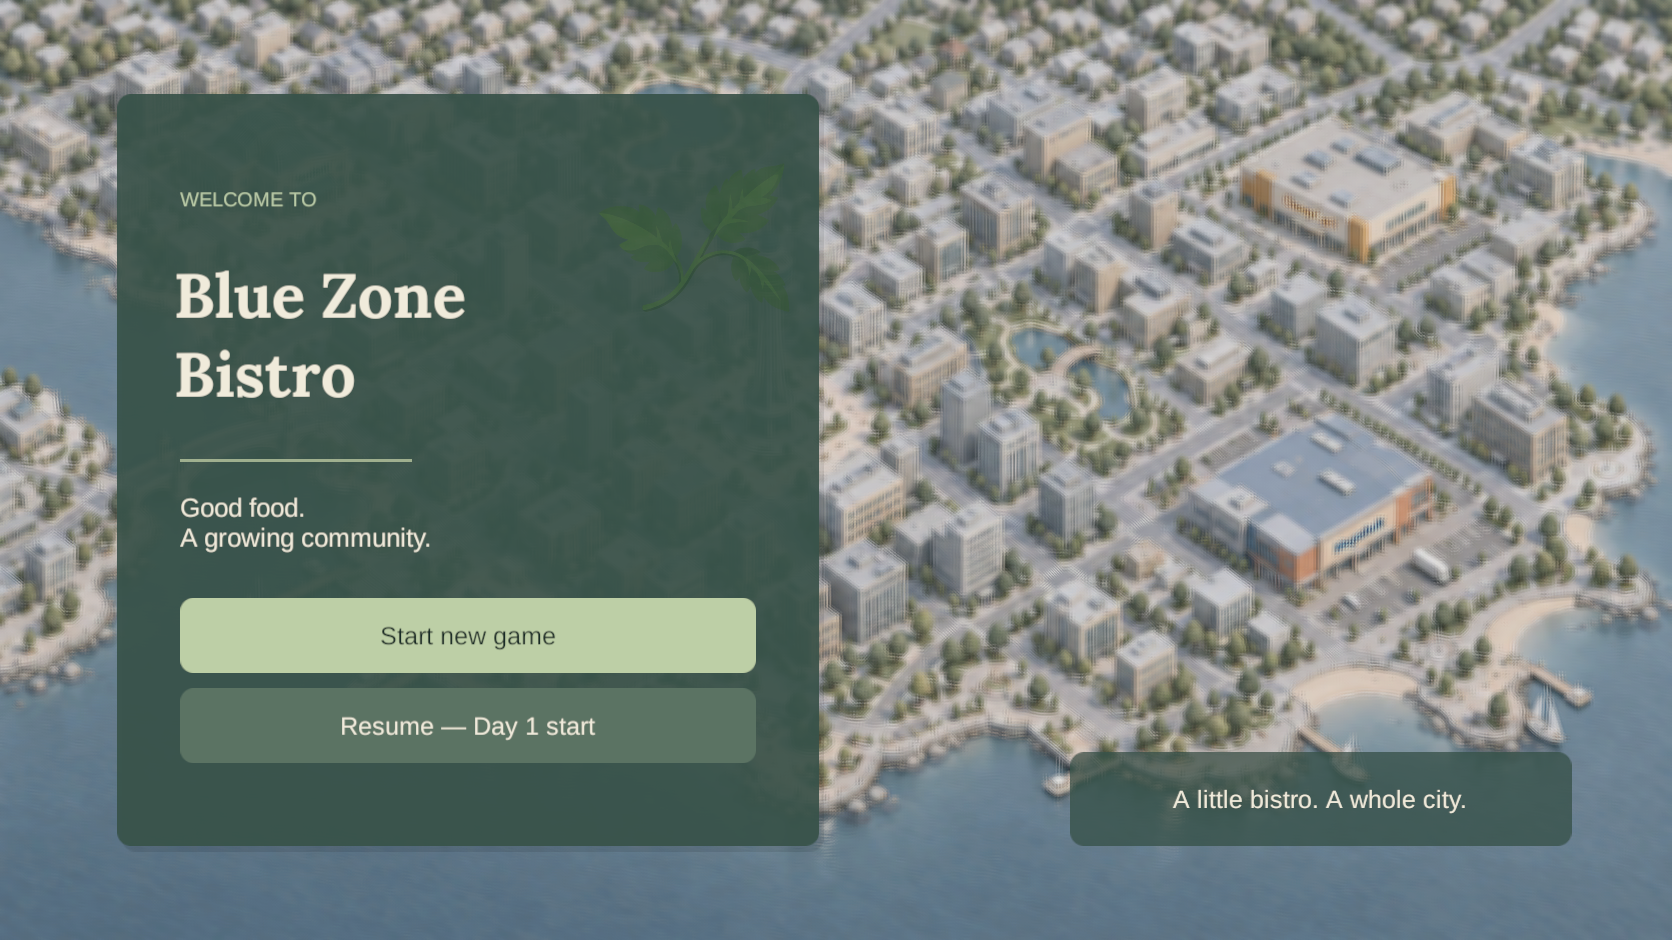 WELCOME TO
Blue Zone
Bistro
Good food.
A growing community.
Start new game
Resume — Day 1 start
A little bistro. A whole city.